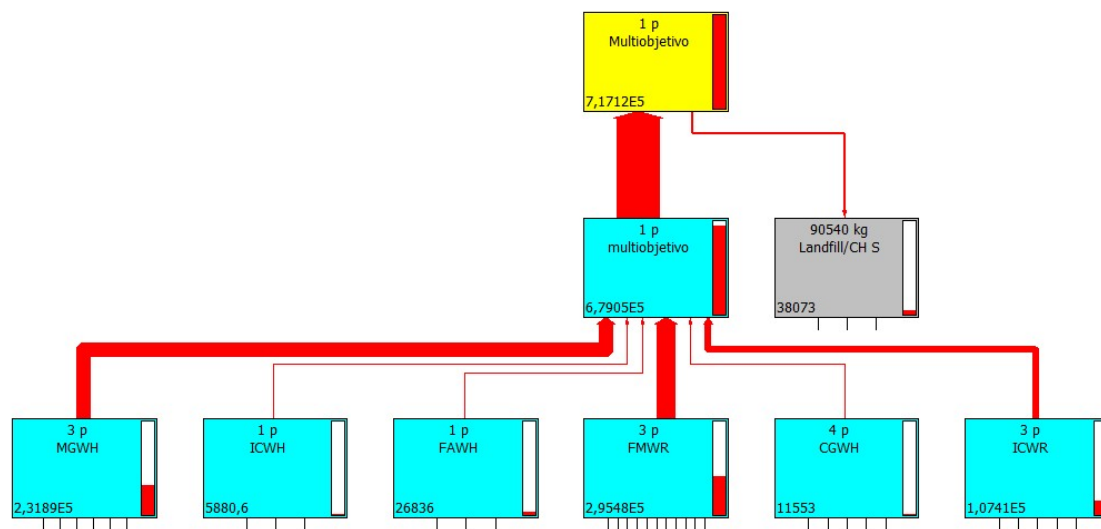 1 p
Multiobjetivo
7,1712E5
1 p
multiobjetivo
6,7905E5
90540 kg
Landfill/CH S
38073
3 p
MGWH
2,3189E5
1 p
ICWH
5880,6
1 p
FAWH
26836
3 p
FMWR
2,9548E5
4 p
CGWH
11553
3 p
ICWR
1,0741E5